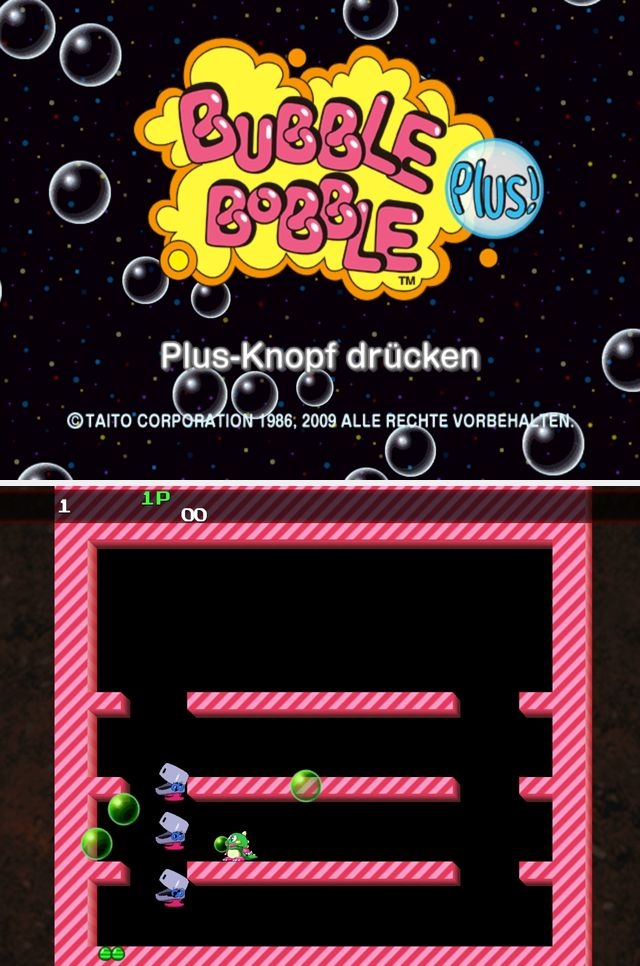 BUBBLE
BOBBLE
Plus!
TM
Plus-Knopf drücken
©TAITO CORPORATION 1986, 2009 ALLE RECHTE VORBEHALTEN.
1
1P
00